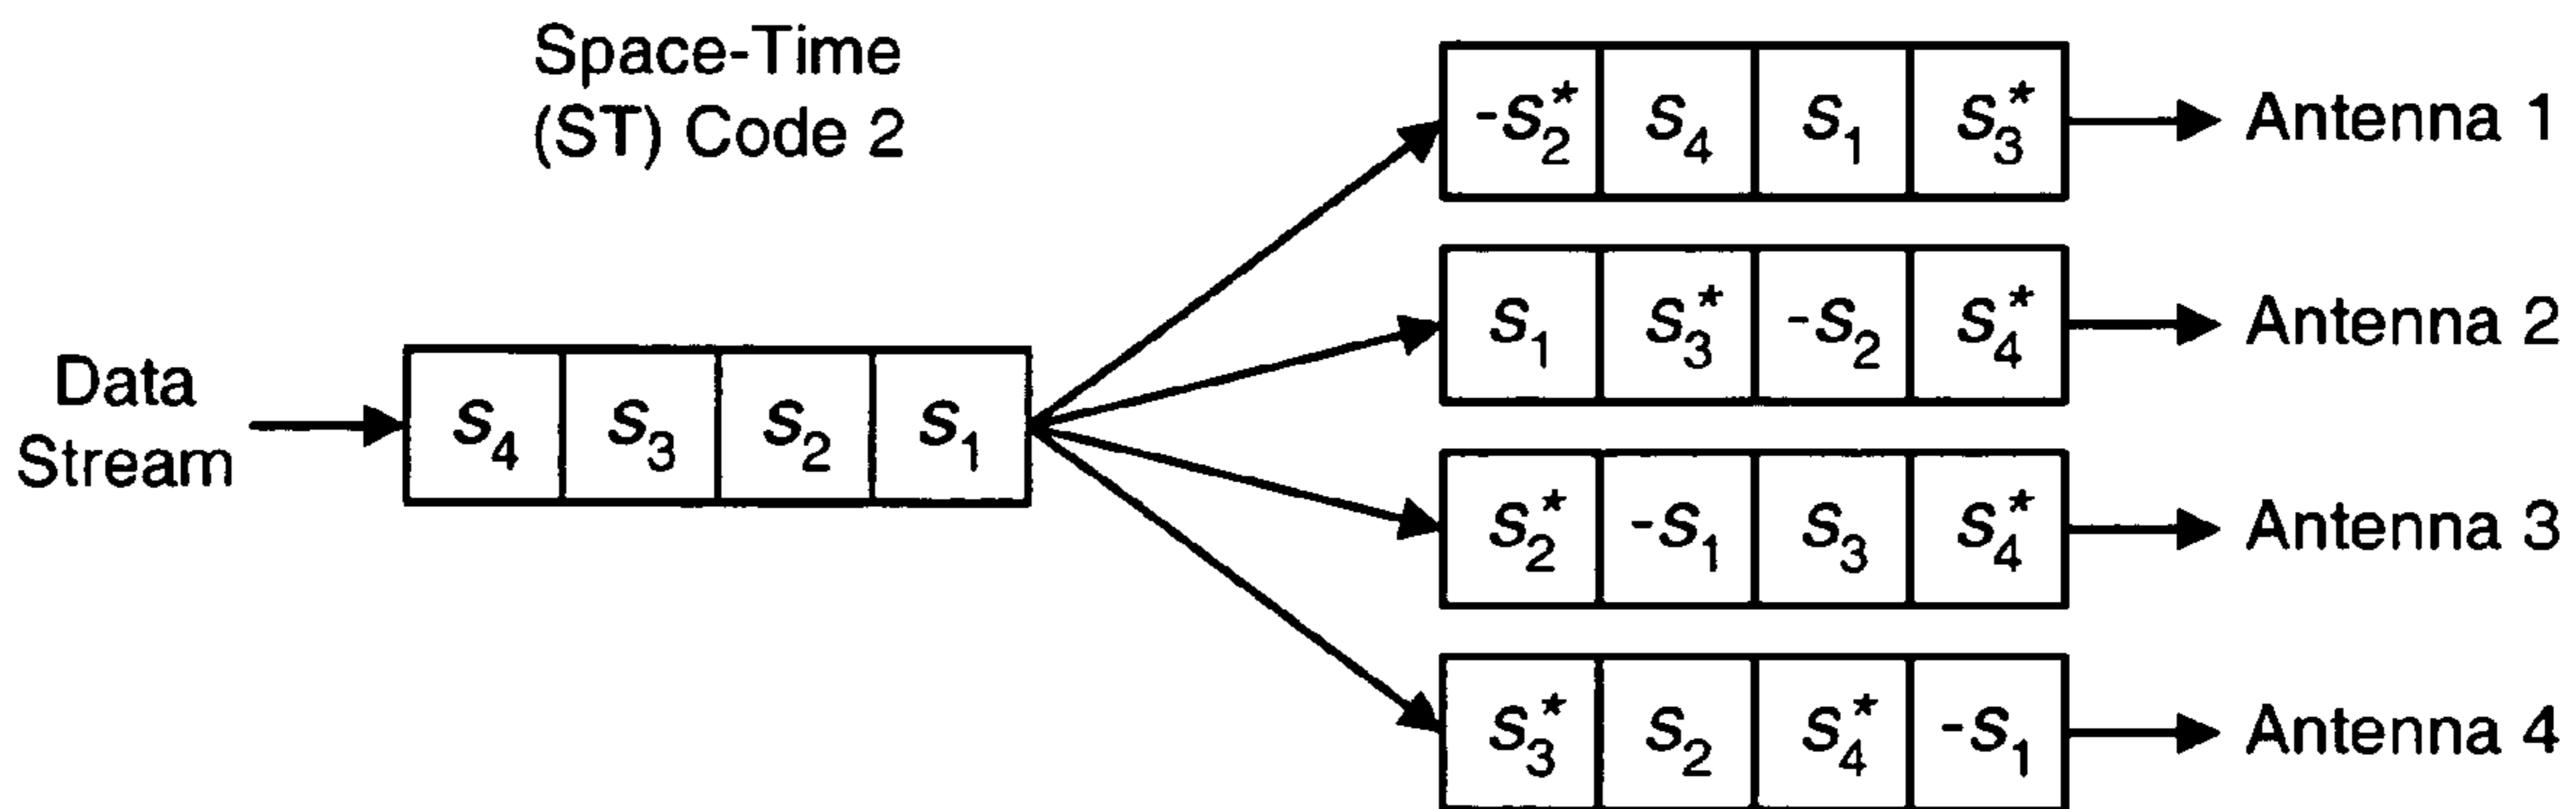 Space-Time
(ST) Code 2
Data
Stream
s4 s3 s2 s1
-s2* s4 s1 s3* Antenna 1
s1 s3* -s2 s4* Antenna 2
s2* -s1 s3 s4* Antenna 3
s3* s2 s4* -s1 Antenna 4